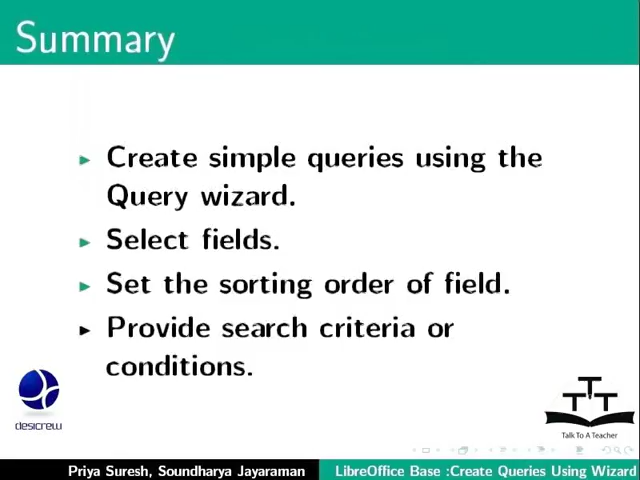 Summary
Create simple queries using the
Query wizard.
Select fields.
Set the sorting order of field.
Provide search criteria or
conditions.
desicrew
TTT
Talk To A Teacher
Priya Suresh, Soundharya Jayaraman
LibreOffice Base :Create Queries Using Wizard